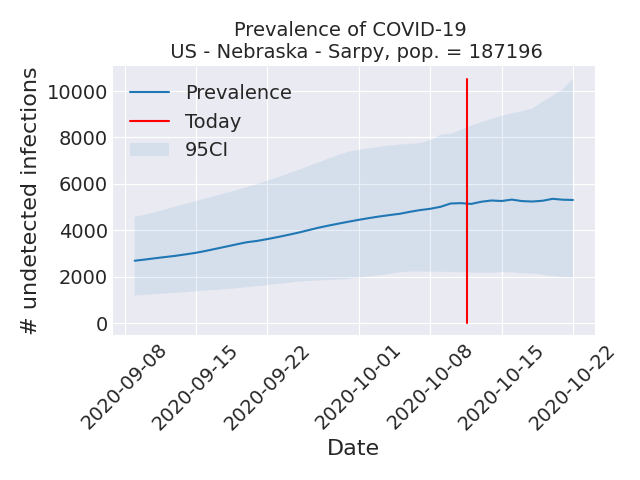 Prevalence of COVID-19
US - Nebraska - Sarpy, pop. = 187196
# undetected infections
10000
8000
6000
4000
2000
0
Prevalence
Today
95CI
2020-09-08
2020-09-15
2020-09-22
2020-10-01
2020-10-08
2020-10-15
2020-10-22
Date